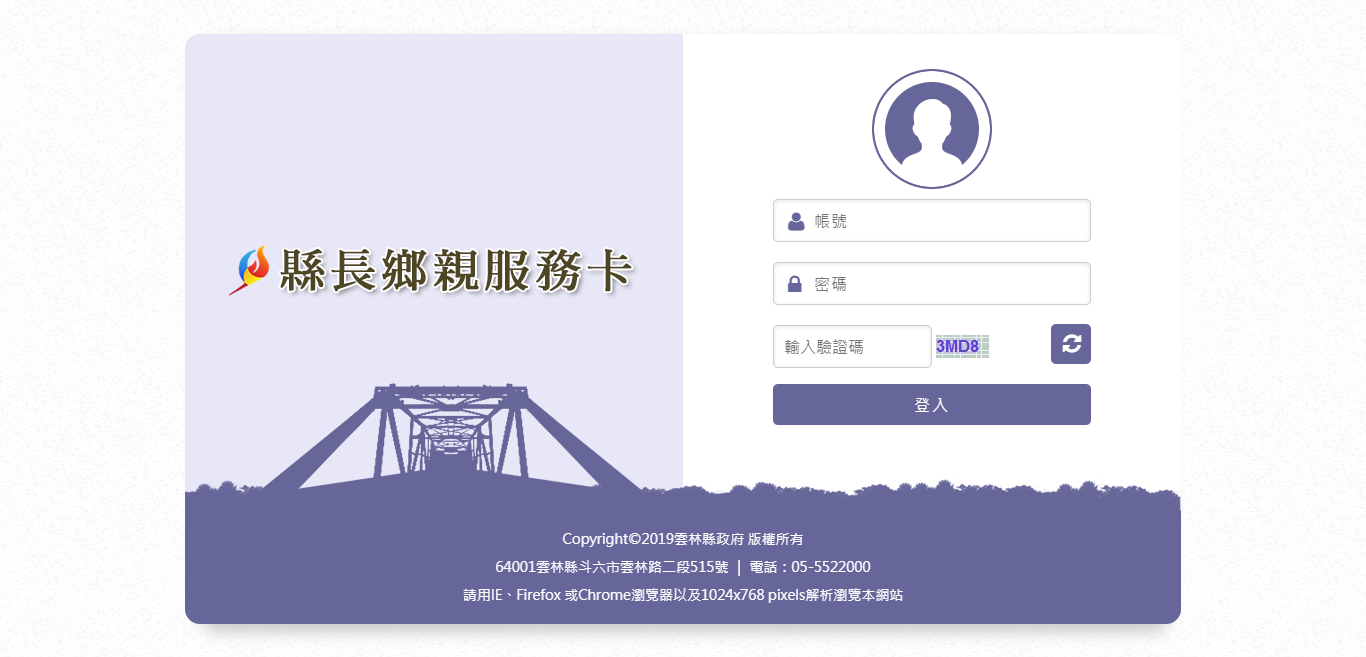 縣長鄉親服務卡
帳號
密碼
輸入驗證碼 3MD8
登入
Copyright©2019雲林縣政府 版權所有
64001雲林縣斗六市雲林路二段515號 | 電話：05-5522000
請用IE、Firefox 或Chrome瀏覽器以及1024x768 pixels解析瀏覽本網站